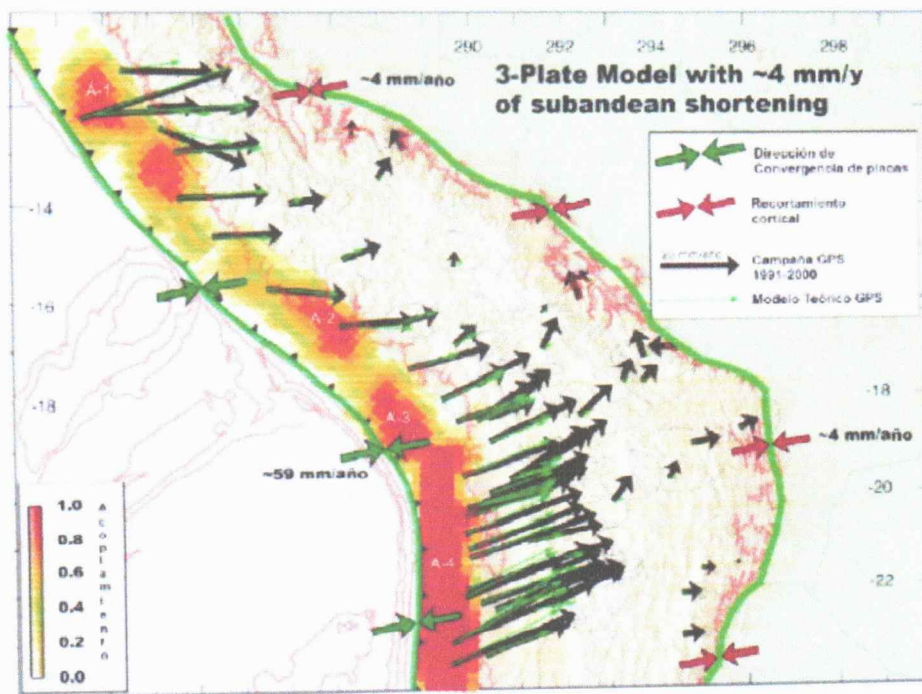 290 292 294 296 298
3-Plate Model with ~4 mm/y
of subandean shortening
~4 mm/año
Dirección de
Convergencia de placas
Recortamiento
cortical
Campaña GPS
1991-2000
Modelo Teórico GPS
A-1
-14
-16
A-2
-18
A-3
-18
~59 mm/año
~4 mm/año
-20
A-4
-22
1.0
0.8
0.6
0.4
0.2
0.0
Acoplamiento